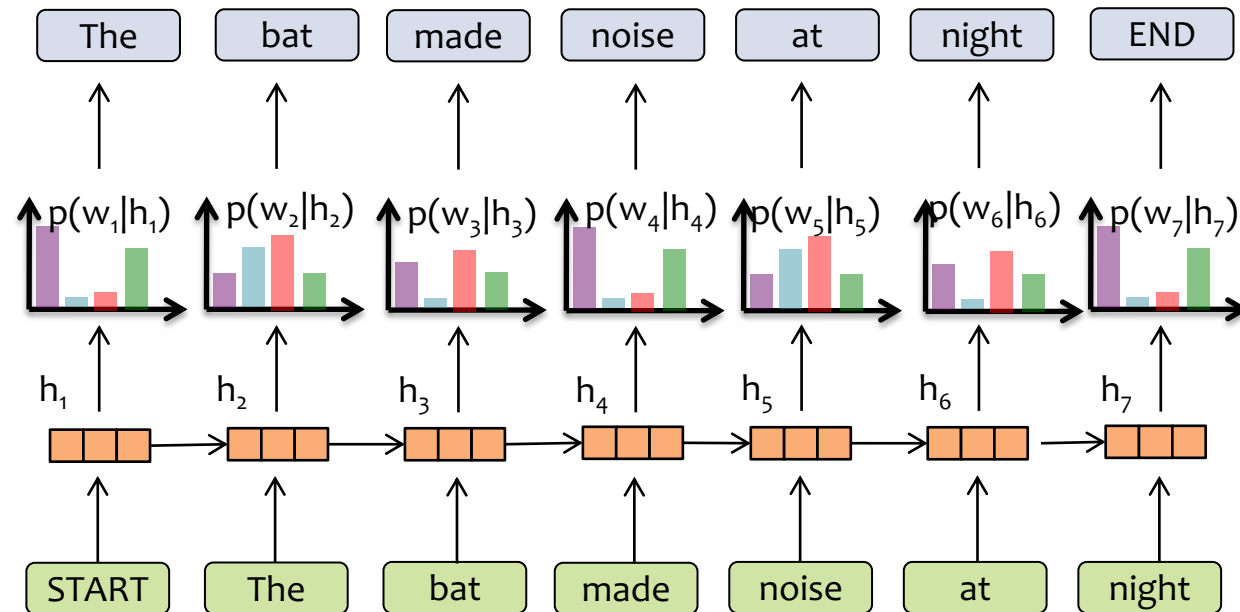 The bat made noise at night END
p(w₁|h₁) p(w₂|h₂) p(w₃|h₃) p(w₄|h₄) p(w₅|h₅) p(w₆|h₆) p(w₇|h₇)
h₁ h₂ h₃ h₄ h₅ h₆ h₇
START The bat made noise at night